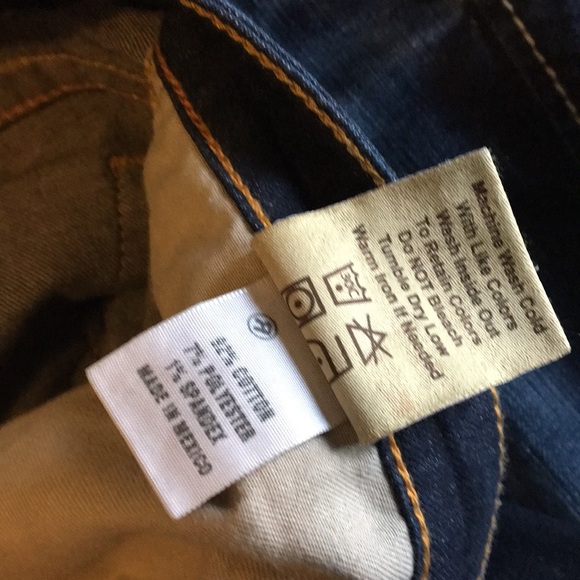 Machine Wash Cold
With Like Colors
Wash Inside Out
To Retain Colors
Do NOT Bleach
Tumble Dry Low
Warm Iron If Needed
30C
92% COTTON
7% POLYESTER
1% SPANDEX
MADE IN MEXICO